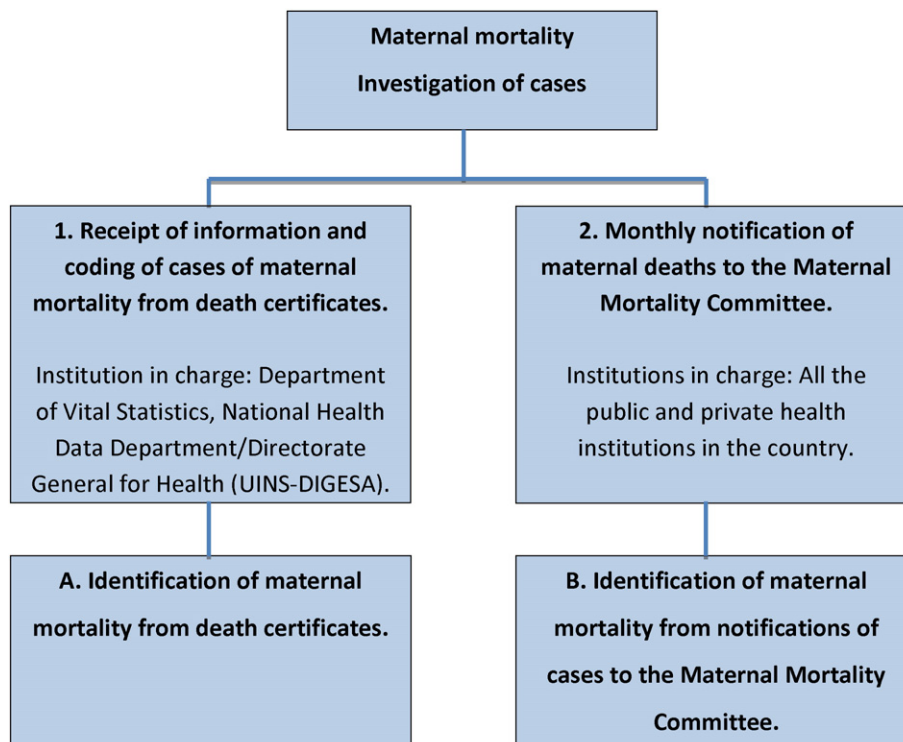 Maternal mortality
Investigation of cases
1. Receipt of information and
coding of cases of maternal
mortality from death certificates.
Institution in charge: Department
of Vital Statistics, National Health
Data Department/Directorate
General for Health (UINS-DIGESA).
2. Monthly notification of
maternal deaths to the Maternal
Mortality Committee.
Institutions in charge: All the
public and private health
institutions in the country.
A. Identification of maternal
mortality from death certificates.
B. Identification of maternal
mortality from notifications of
cases to the Maternal Mortality
Committee.